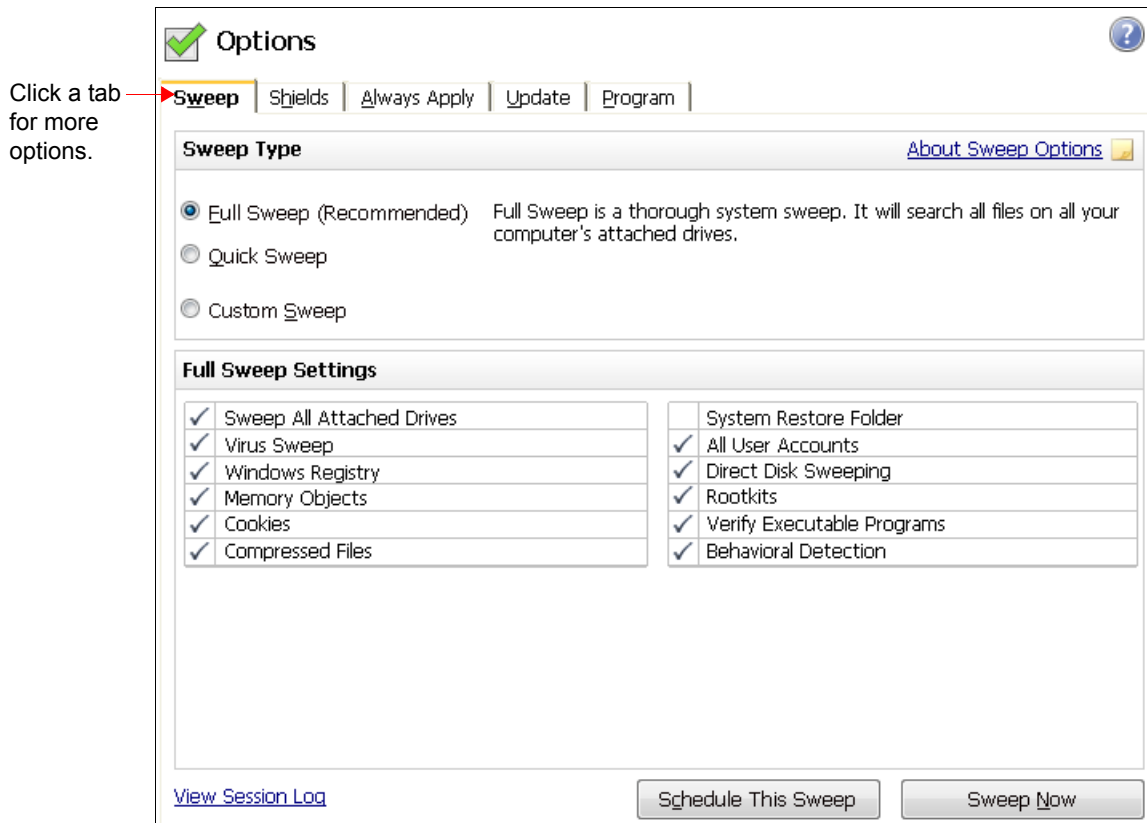 Options
Click a tab
for more
options.
Sweep
Shields
Always Apply
Update
Program
Sweep Type
About Sweep Options
Full Sweep (Recommended)
Full Sweep is a thorough system sweep. It will search all files on all your
computer's attached drives.
Quick Sweep
Custom Sweep
Full Sweep Settings
Sweep All Attached Drives
Virus Sweep
Windows Registry
Memory Objects
Cookies
Compressed Files
System Restore Folder
All User Accounts
Direct Disk Sweeping
Rootkits
Verify Executable Programs
Behavioral Detection
View Session Log
Schedule This Sweep
Sweep Now